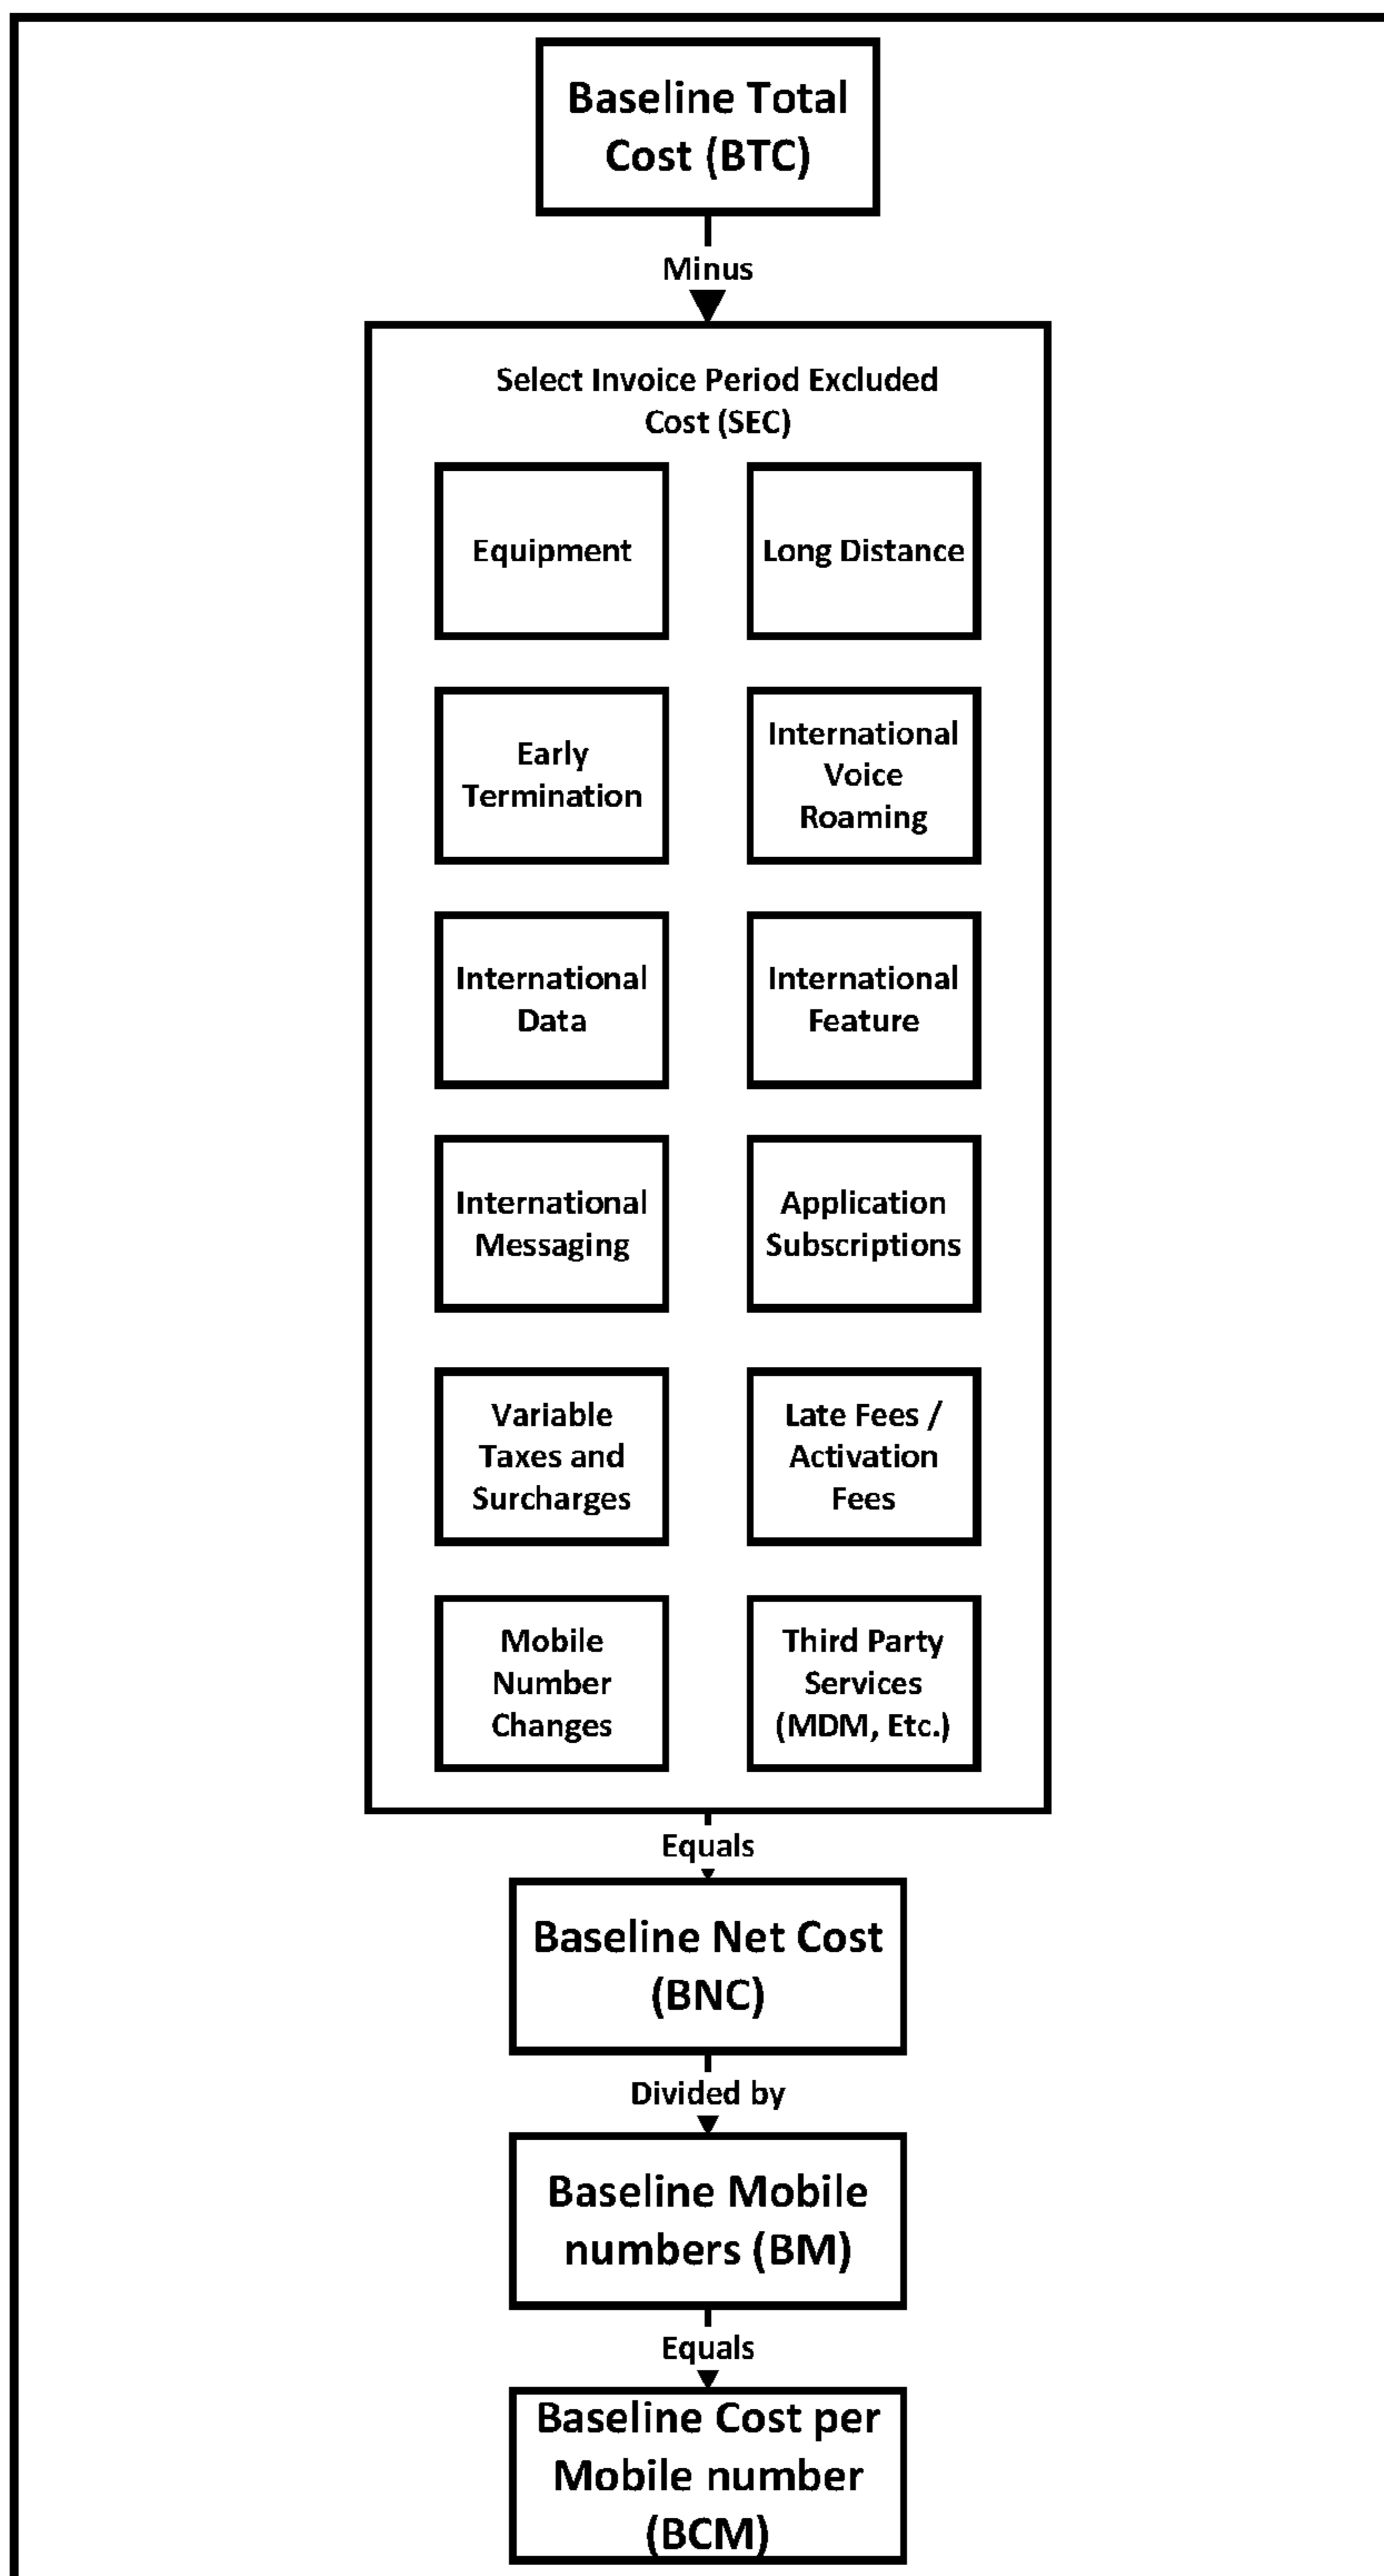 Baseline Total
Cost (BTC)
Minus
Select Invoice Period Excluded
Cost (SEC)
Equipment
Long Distance
Early
Termination
International
Voice
Roaming
International
Data
International
Feature
International
Messaging
Application
Subscriptions
Variable
Taxes and
Surcharges
Late Fees /
Activation
Fees
Mobile
Number
Changes
Third Party
Services
(MDM, Etc.)
Equals
Baseline Net Cost
(BNC)
Divided by
Baseline Mobile
numbers (BM)
Equals
Baseline Cost per
Mobile number
(BCM)